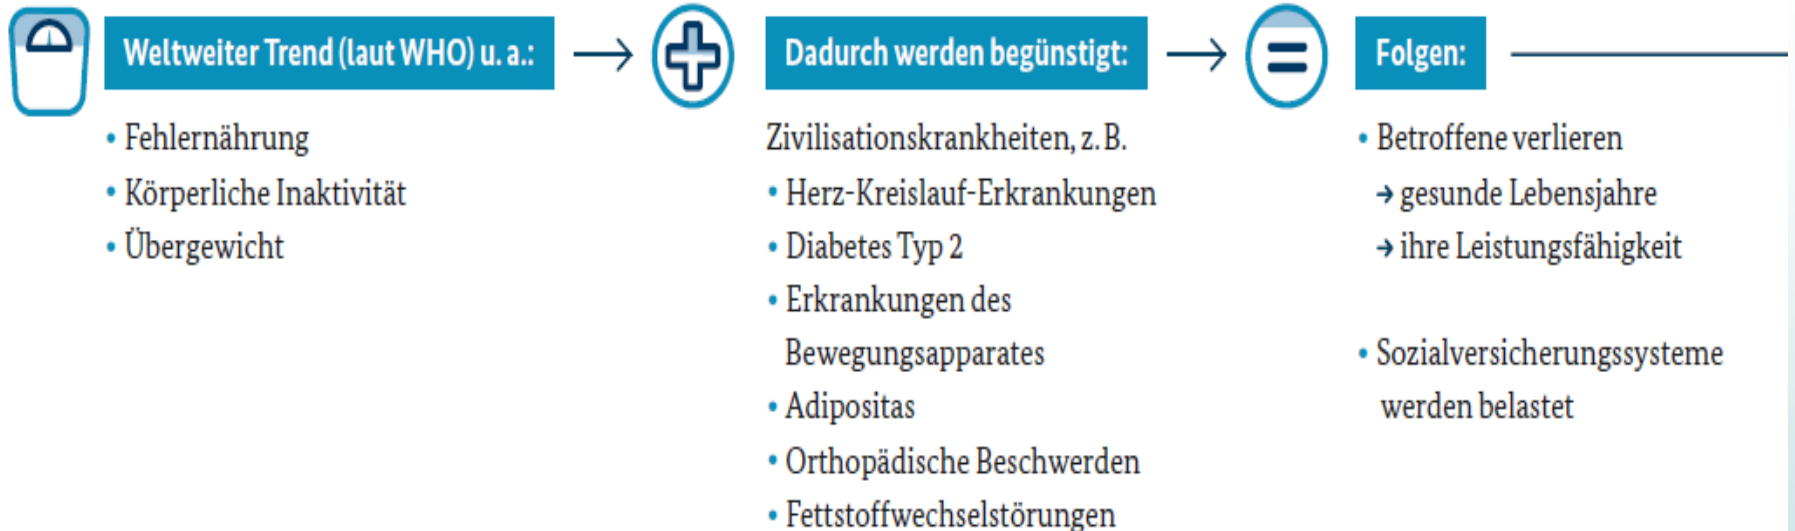 Weltweiter Trend (laut WHO) u. a.:
• Fehlernährung
• Körperliche Inaktivität
• Übergewicht
Dadurch werden begünstigt:
Zivilisationskrankheiten, z. B.
• Herz-Kreislauf-Erkrankungen
• Diabetes Typ 2
• Erkrankungen des
Bewegungsapparates
• Adipositas
• Orthopädische Beschwerden
• Fettstoffwechselstörungen
Folgen:
• Betroffene verlieren
→ gesunde Lebensjahre
→ ihre Leistungsfähigkeit
• Sozialversicherungssysteme
werden belastet